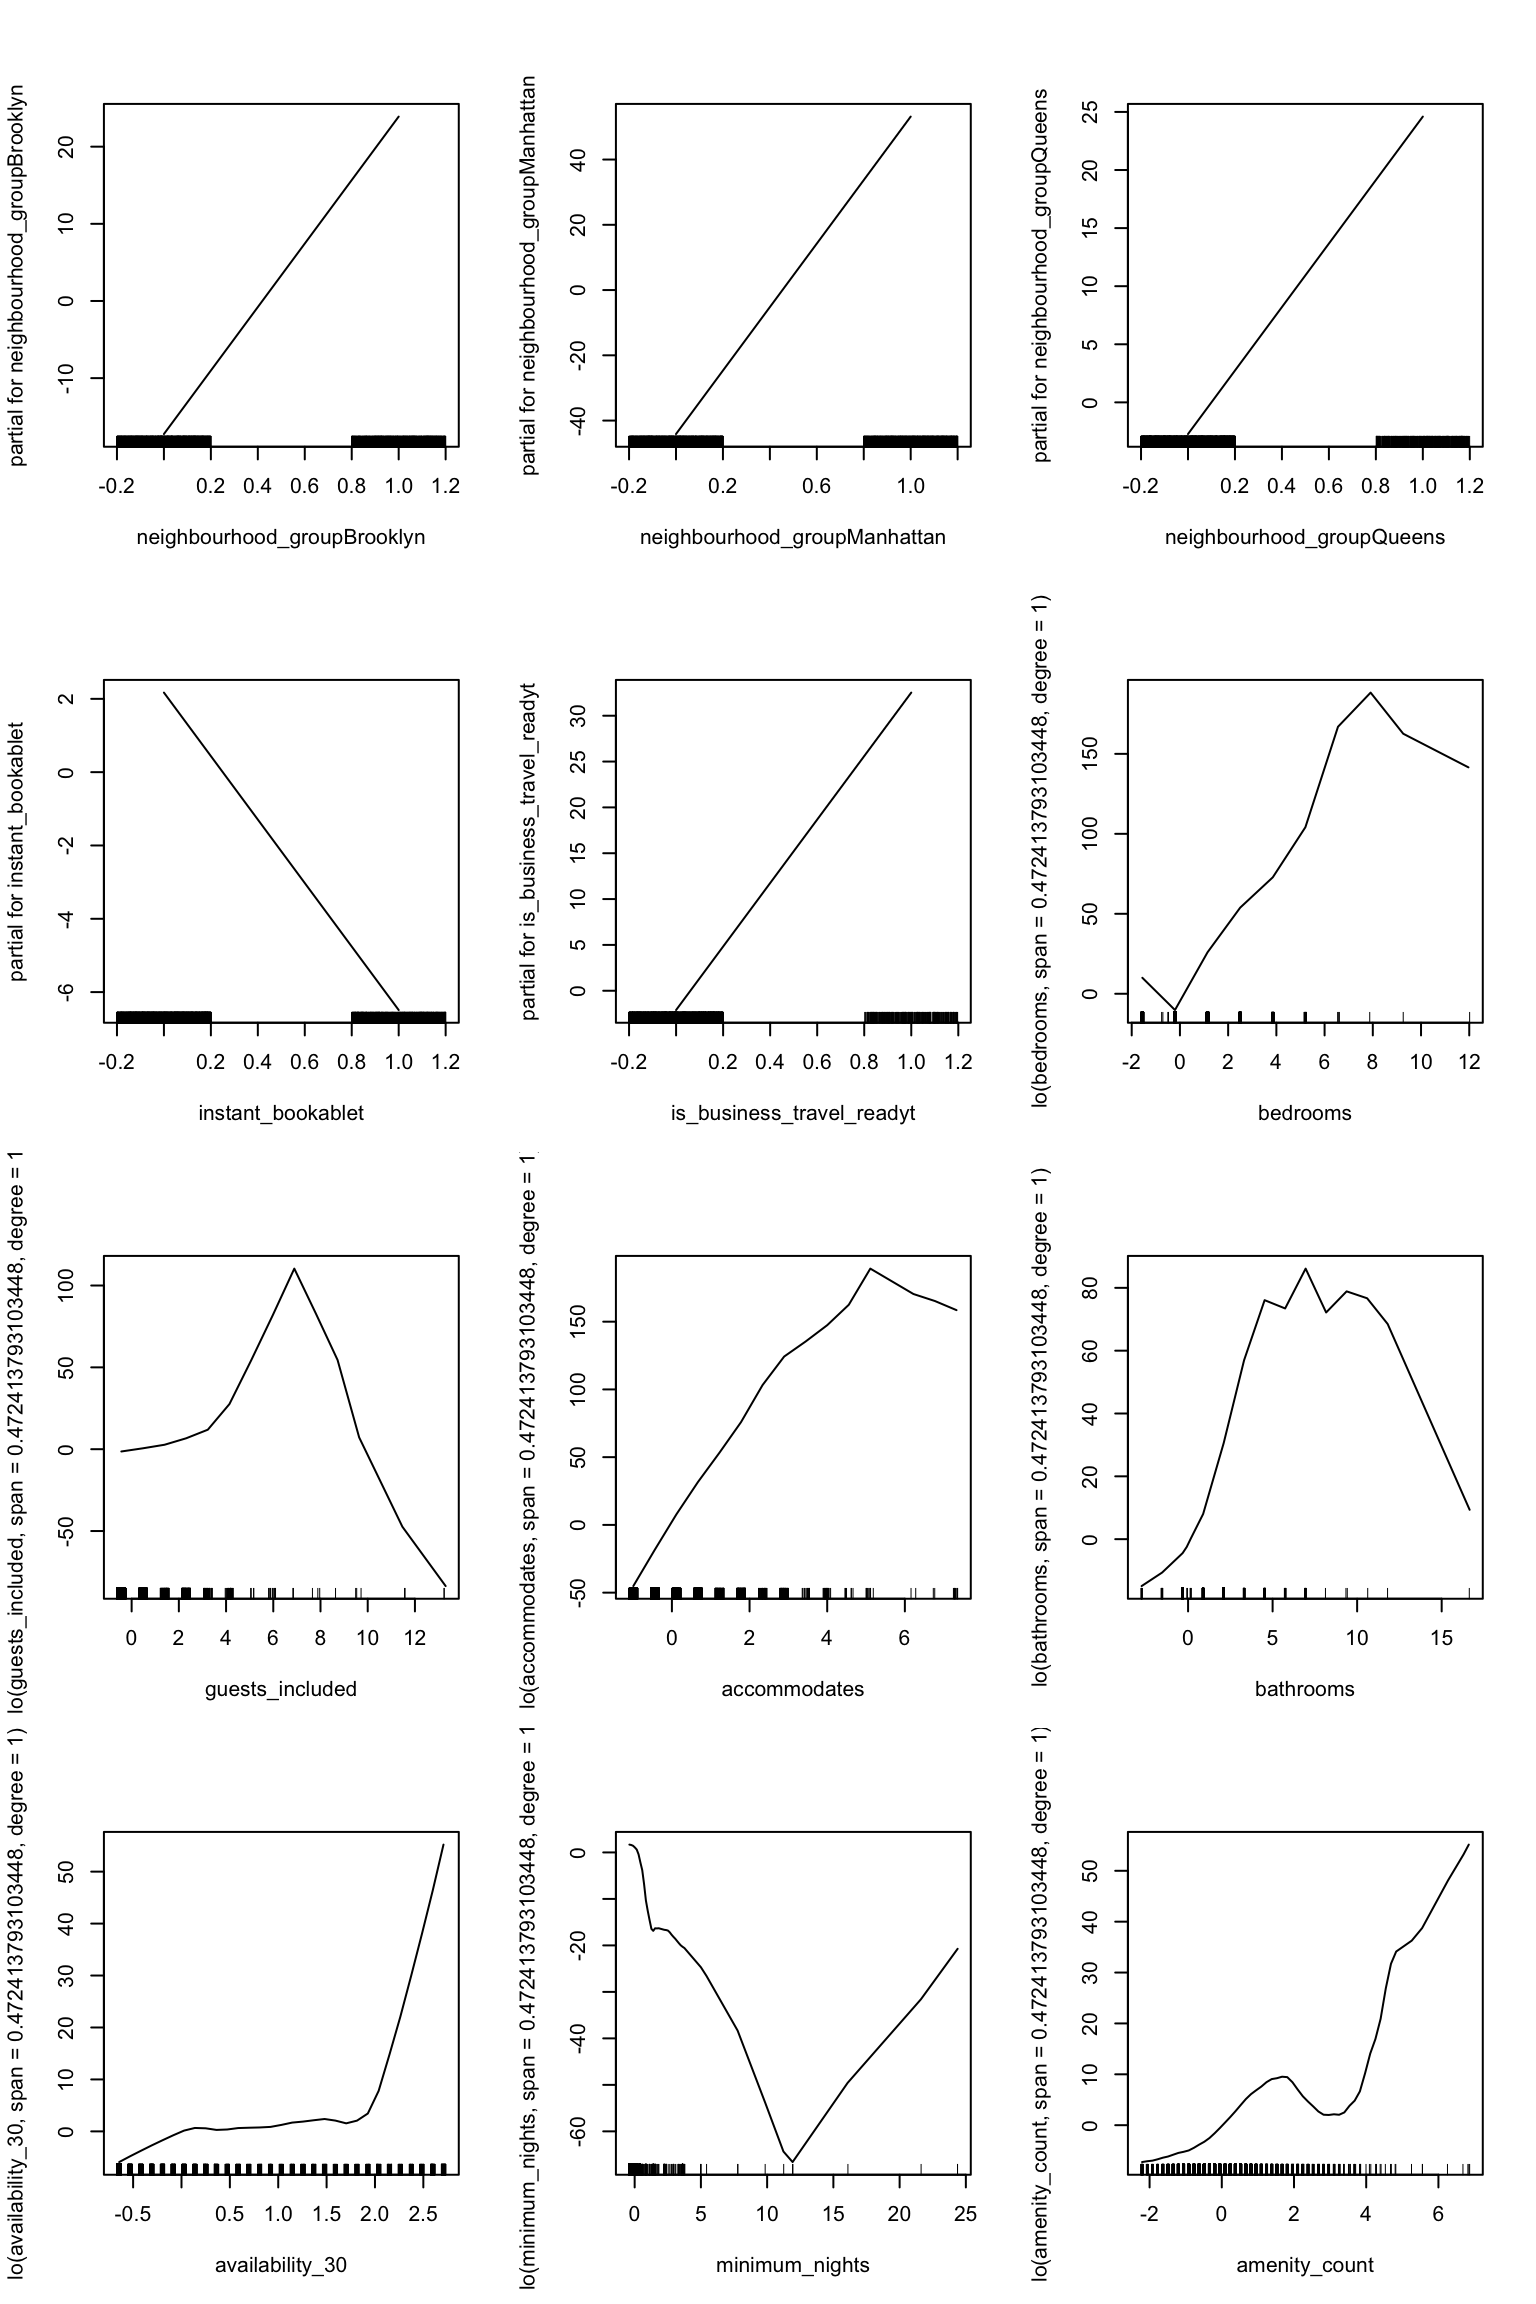 partial for neighbourhood_groupBrooklyn
20
10
0
-10
-0.2 0.2 0.4 0.6 0.8 1.0 1.2
neighbourhood_groupBrooklyn
partial for neighbourhood_groupManhattan
40
20
0
-20
-40
-0.2 0.2 0.6 1.0
neighbourhood_groupManhattan
partial for neighbourhood_groupQueens
25
20
15
10
5
0
-0.2 0.2 0.4 0.6 0.8 1.0 1.2
neighbourhood_groupQueens
partial for instant_bookablet
2
0
-2
-4
-6
-0.2 0.2 0.4 0.6 0.8 1.0 1.2
instant_bookablet
partial for is_business_travel_readyt
30
25
20
15
10
5
0
-0.2 0.2 0.4 0.6 0.8 1.0 1.2
is_business_travel_readyt
lo(bedrooms, span = 0.472413793103448, degree = 1)
150
100
50
0
-2 0 2 4 6 8 10 12
bedrooms
lo(guests_included, span = 0.472413793103448, degree = 1
100
50
0
-50
0 2 4 6 8 10 12
guests_included
lo(accommodates, span = 0.472413793103448, degree = 1
150
100
50
0
-50
0 2 4 6
accommodates
lo(bathrooms, span = 0.472413793103448, degree = 1)
80
60
40
20
0
0 5 10 15
bathrooms
lo(availability_30, span = 0.472413793103448, degree = 1)
50
40
30
20
10
0
-0.5 0.5 1.0 1.5 2.0 2.5
availability_30
lo(minimum_nights, span = 0.472413793103448, degree = 1
0
-20
-40
-60
0 5 10 15 20 25
minimum_nights
lo(amenity_count, span = 0.472413793103448, degree = 1)
50
40
30
20
10
0
-2 0 2 4 6
amenity_count